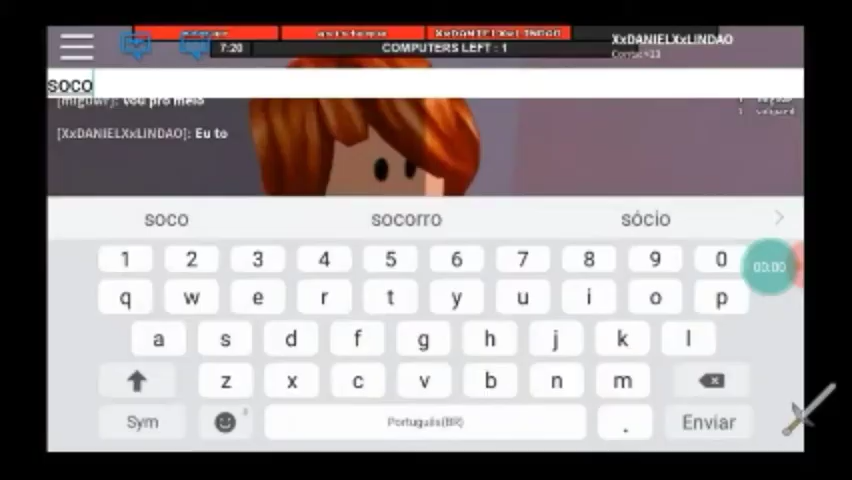 XxDANIELXxLINDAO
7:20
COMPUTERS LEFT : 1
XxDANIELXxLINDAO
soco
vou pro meio
[XxDANIELXxLINDAO]: Eu to
soco socorro sócio
1 2 3 4 5 6 7 8 9 0
00:00
q w e r t y u i o p
a s d f g h j k l
z x c v b n m
Sym Português(BR) . Enviar